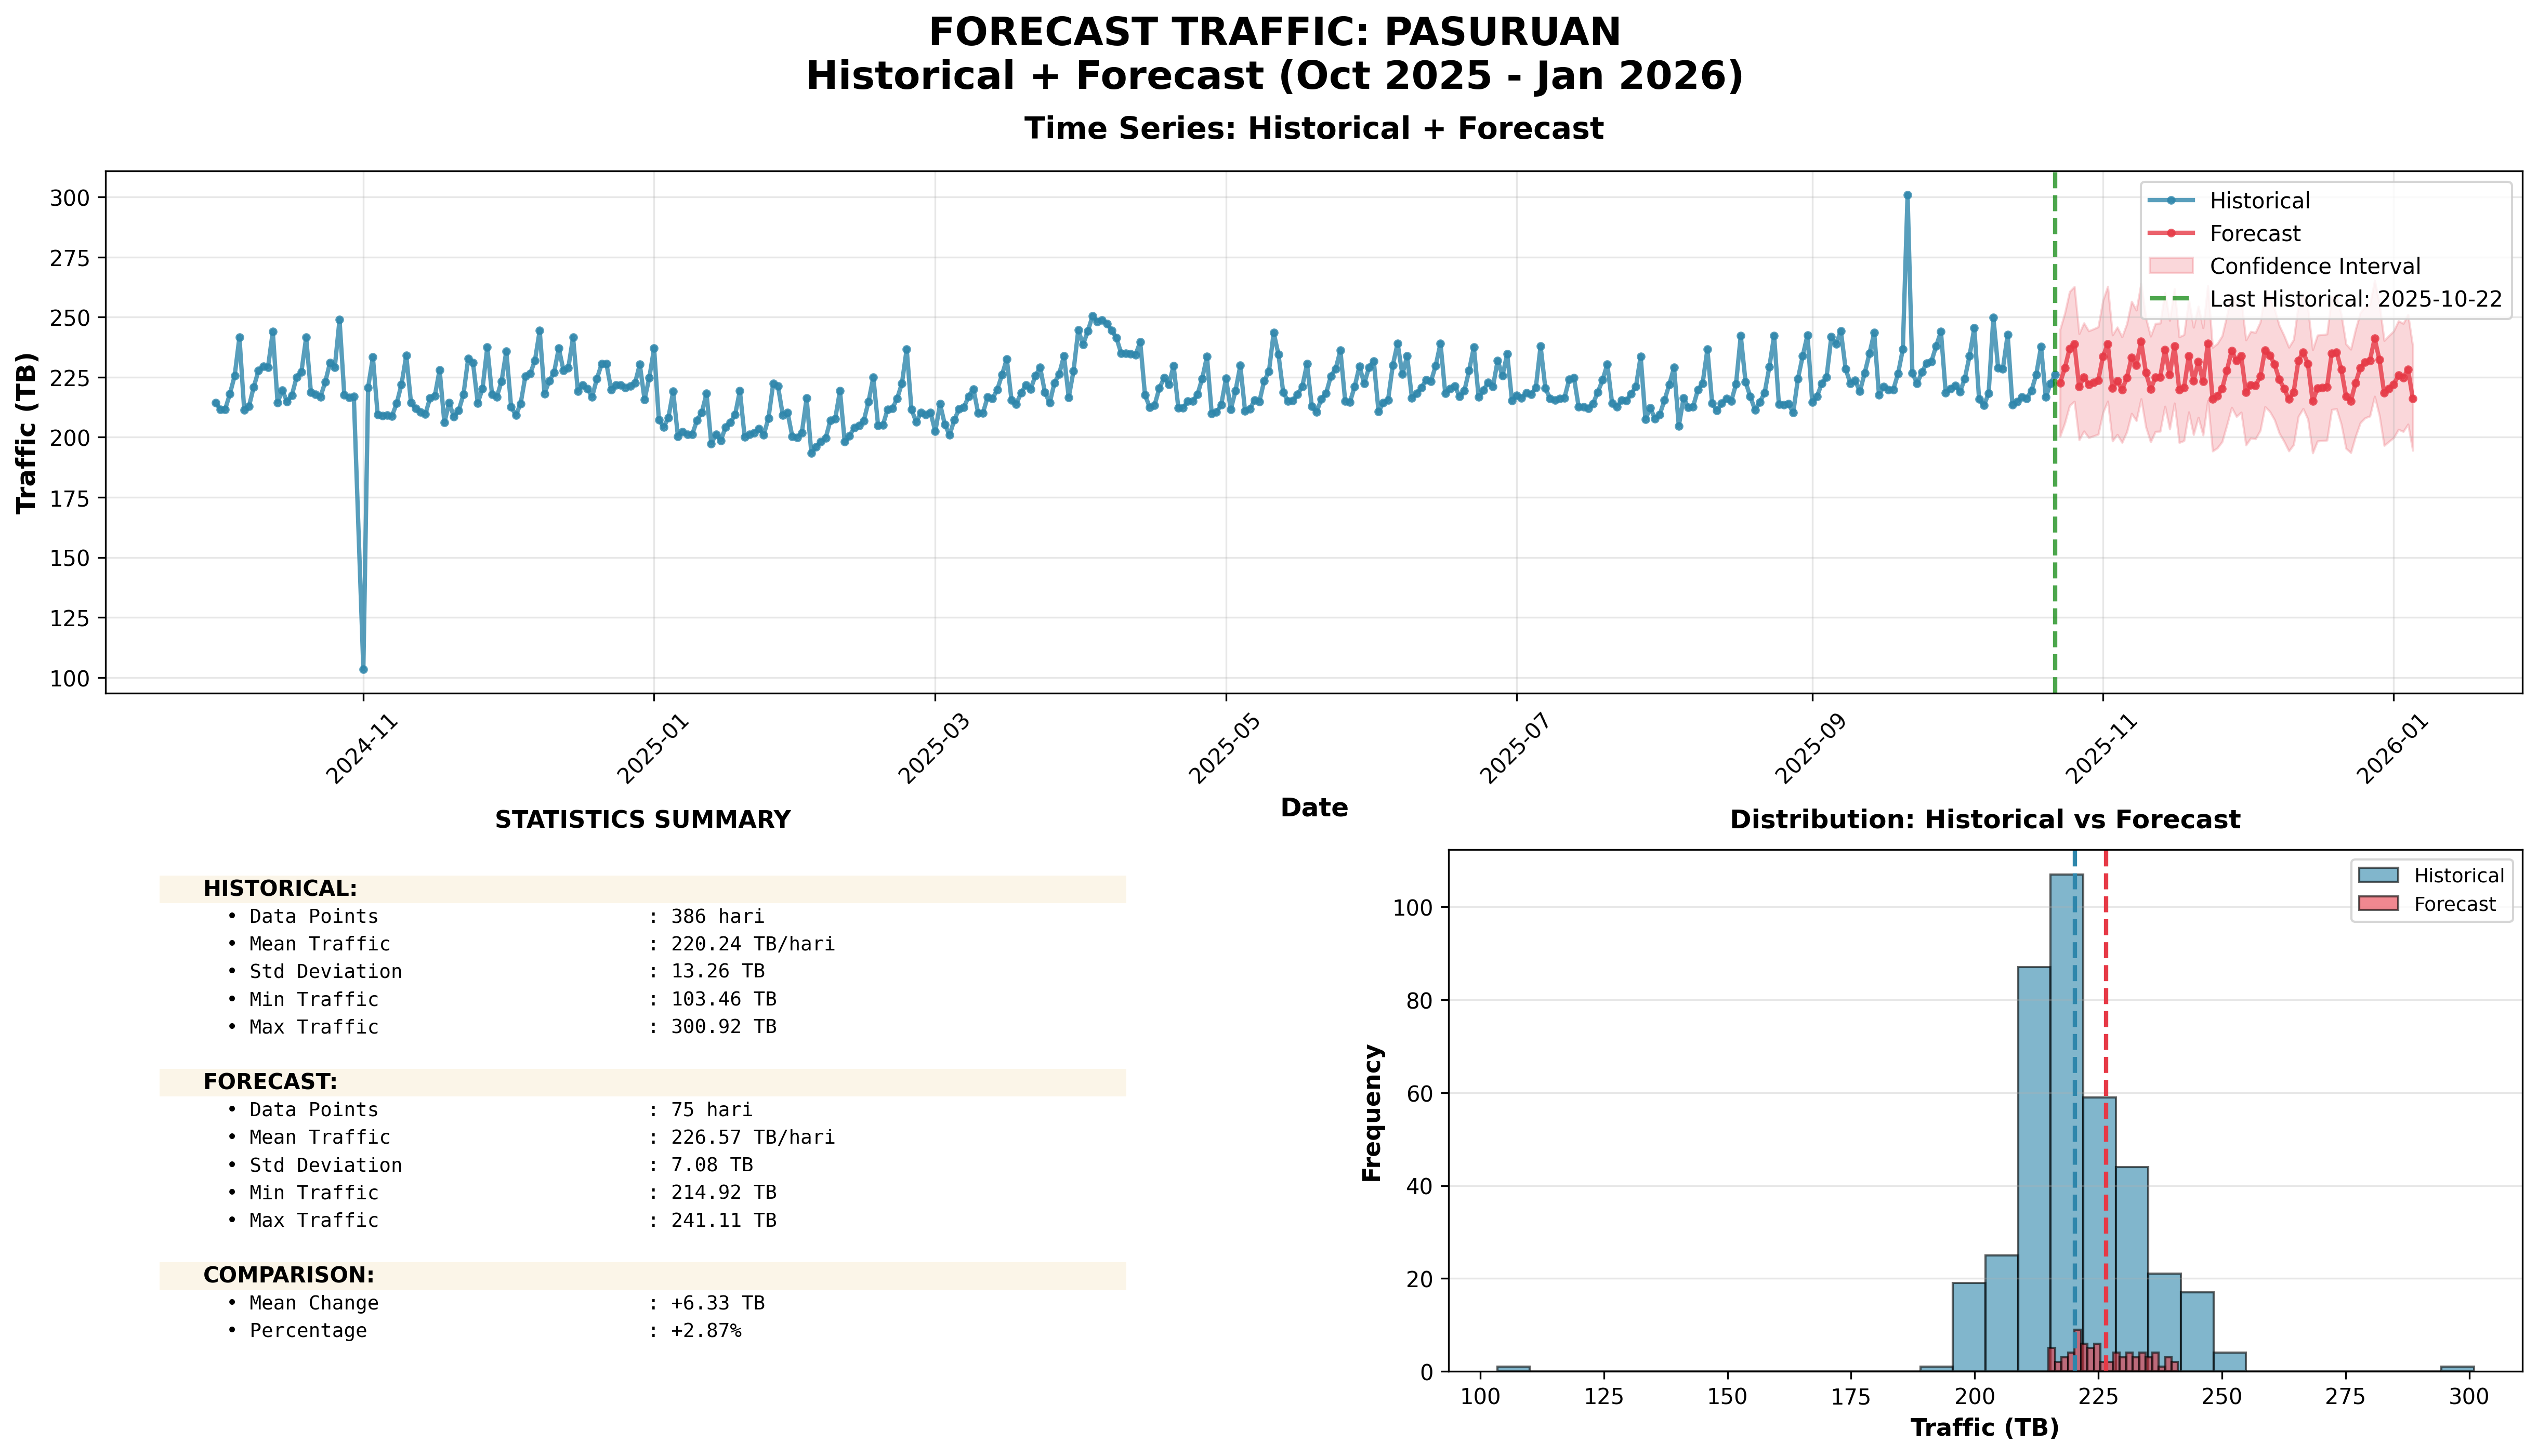 FORECAST TRAFFIC: PASURUAN
Historical + Forecast (Oct 2025 - Jan 2026)
Time Series: Historical + Forecast
Traffic (TB)
300
275
250
225
200
175
150
125
100
Historical
Forecast
Confidence Interval
Last Historical: 2025-10-22
2024-11
2025-01
2025-03
2025-05
2025-07
2025-09
2025-11
2026-01
Date
STATISTICS SUMMARY
HISTORICAL:
• Data Points : 386 hari
• Mean Traffic : 220.24 TB/hari
• Std Deviation : 13.26 TB
• Min Traffic : 103.46 TB
• Max Traffic : 300.92 TB
FORECAST:
• Data Points : 75 hari
• Mean Traffic : 226.57 TB/hari
• Std Deviation : 7.08 TB
• Min Traffic : 214.92 TB
• Max Traffic : 241.11 TB
COMPARISON:
• Mean Change : +6.33 TB
• Percentage : +2.87%
Distribution: Historical vs Forecast
Historical
Forecast
Frequency
100
80
60
40
20
0
100
125
150
175
200
225
250
275
300
Traffic (TB)